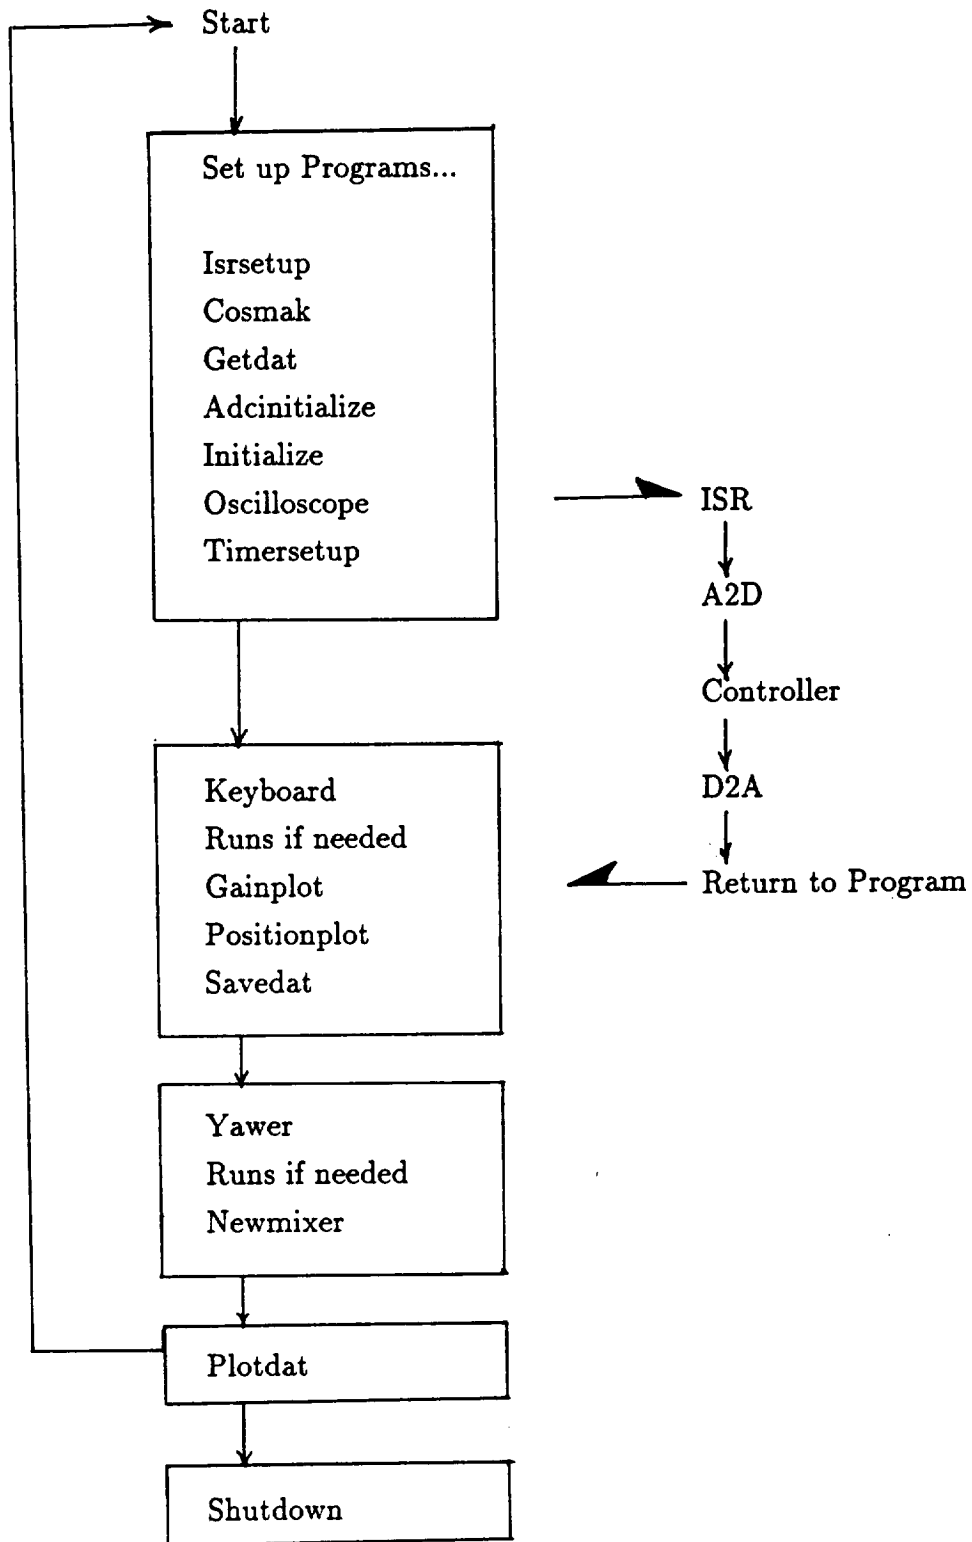 Start
Set up Programs...
Isrsetup
Cosmak
Getdat
Adcinitialize
Initialize
Oscilloscope
Timersetup
ISR
A2D
Controller
D2A
Return to Program
Keyboard
Runs if needed
Gainplot
Positionplot
Savedat
Yawer
Runs if needed
Newmixer
Plotdat
Shutdown